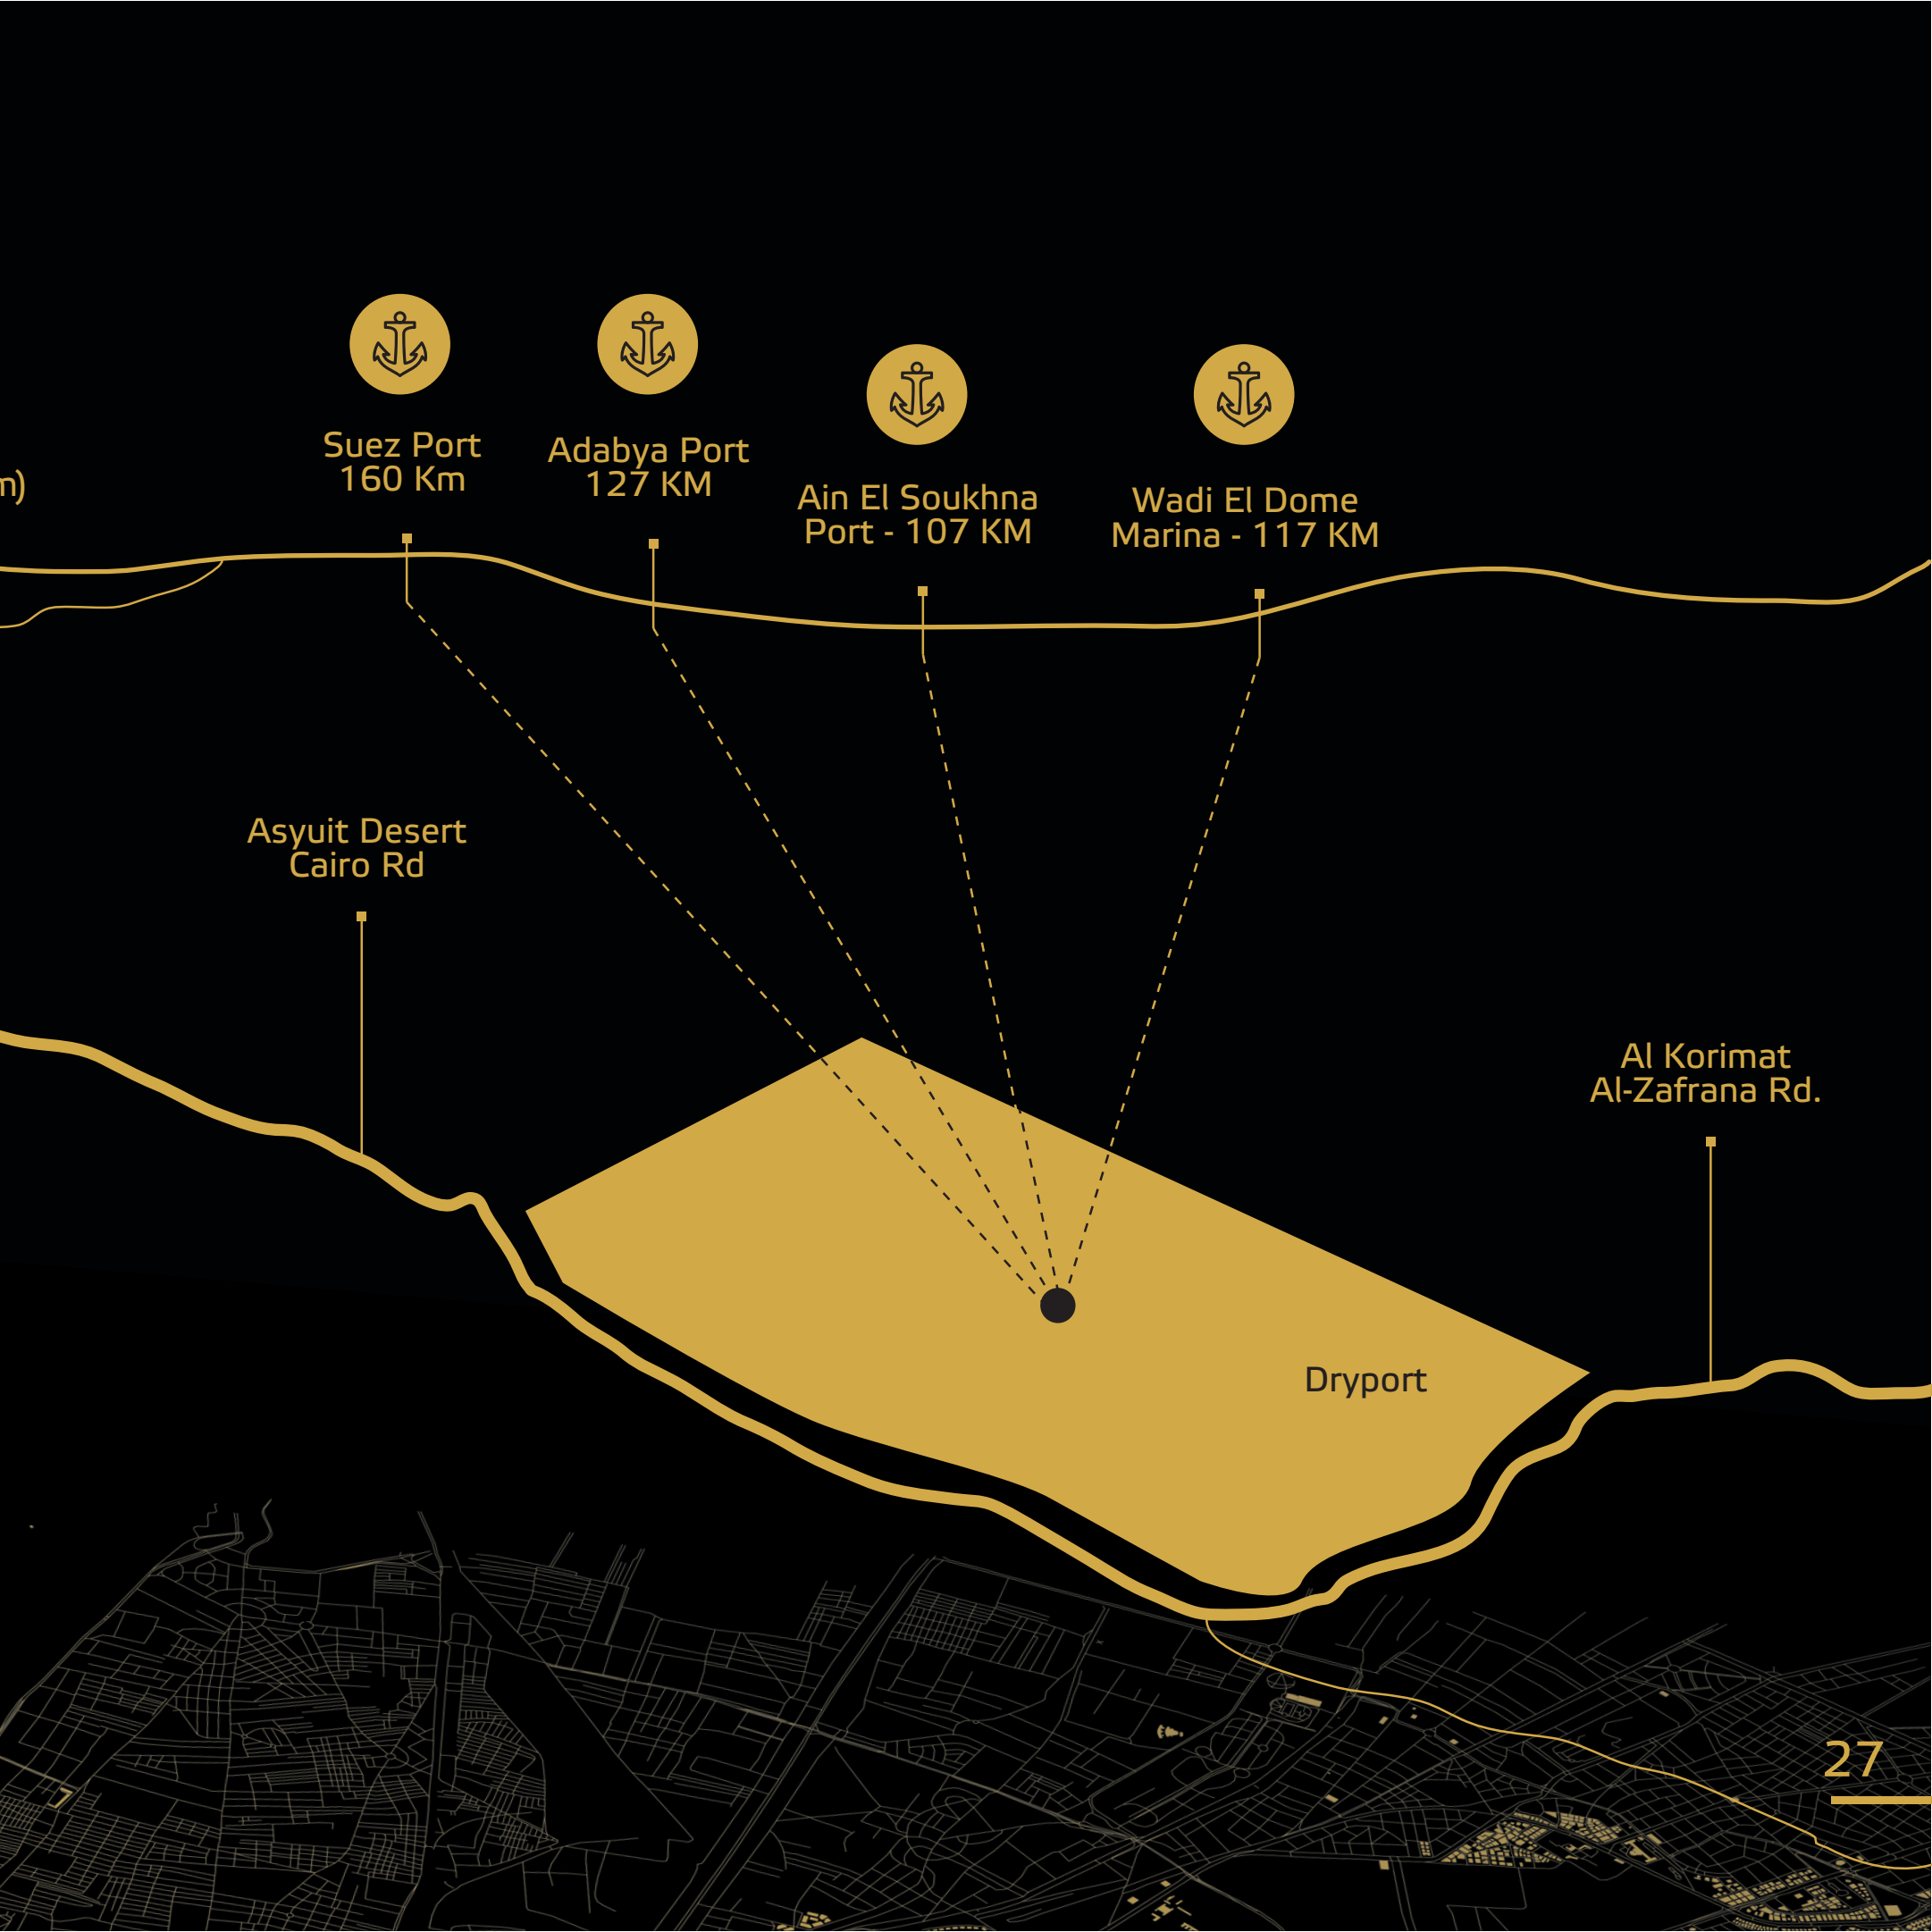 m)
Suez Port
160 Km
Adabya Port
127 KM
Ain El Soukhna
Port - 107 KM
Wadi El Dome
Marina - 117 KM
Asyuit Desert
Cairo Rd
Al Korimat
Al-Zafrana Rd.
Dryport
27